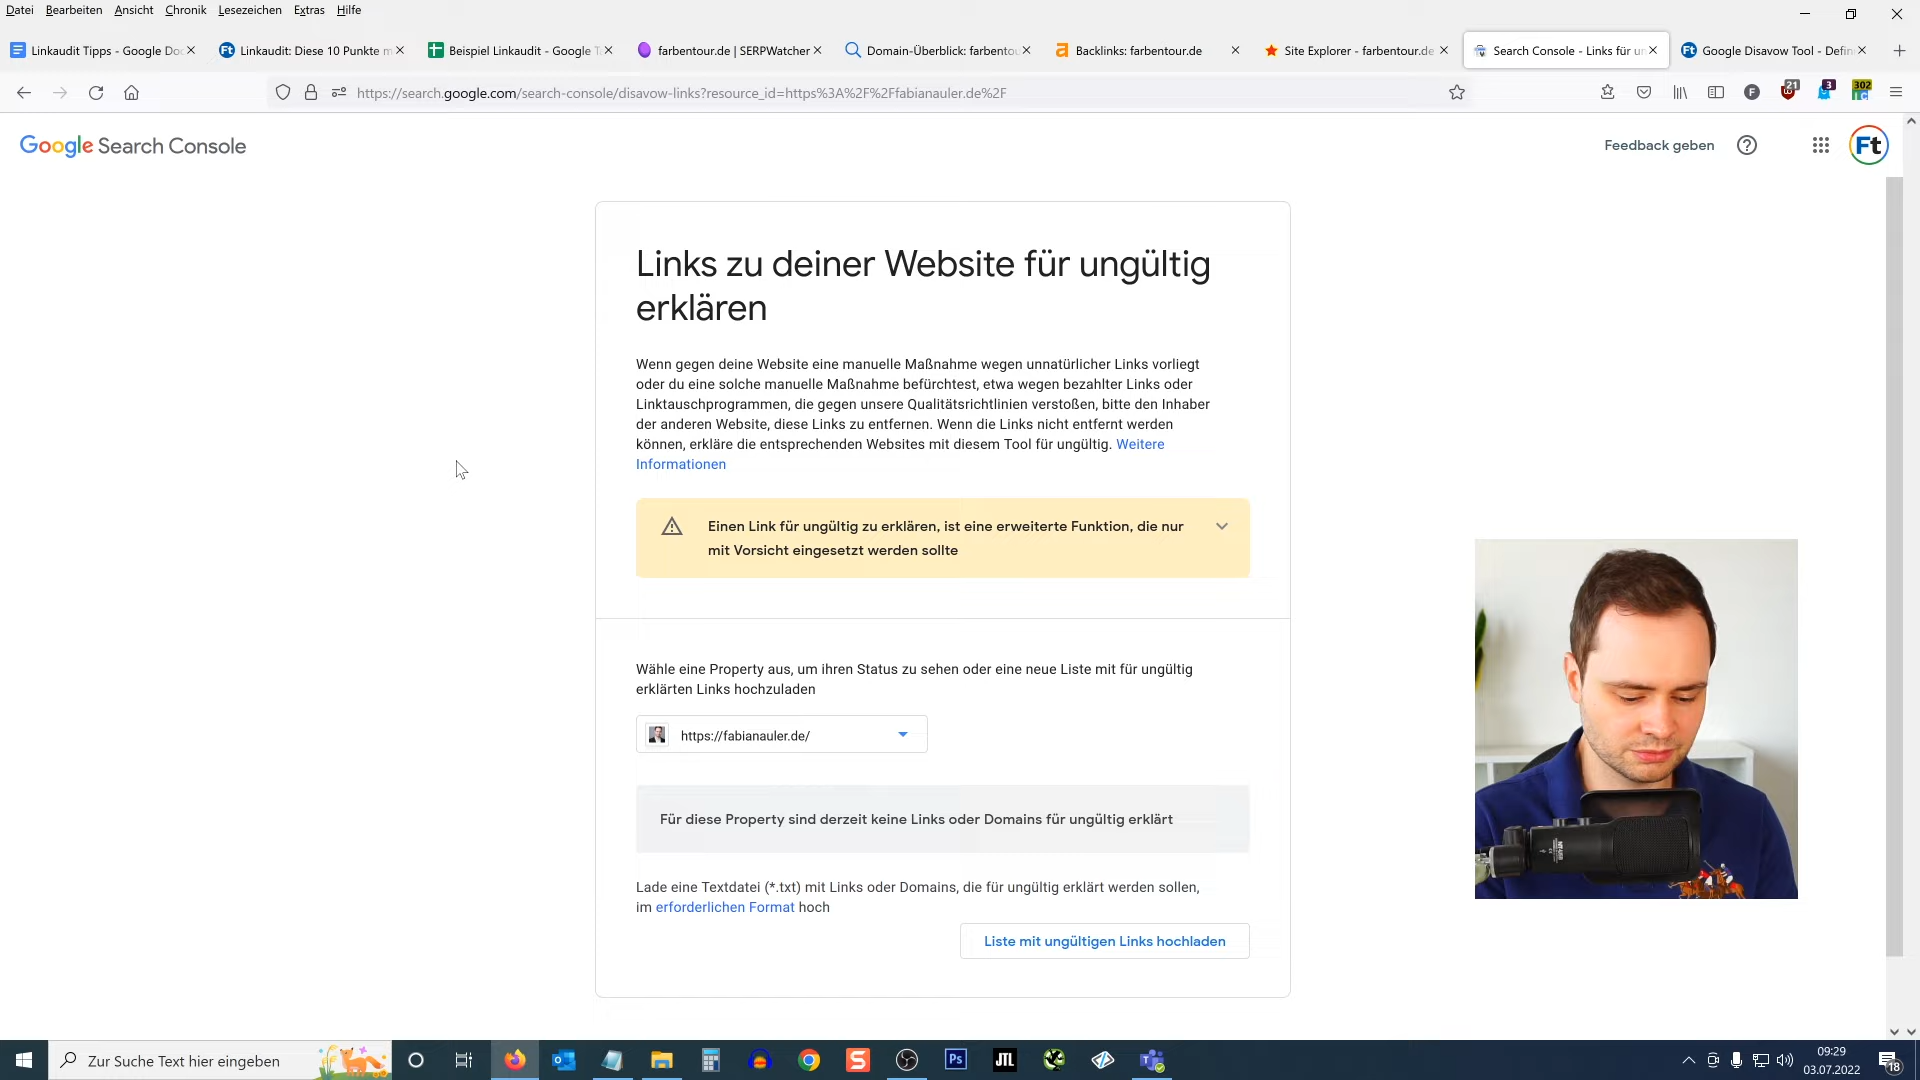 Datei Bearbeiten Ansicht Chronik Lesezeichen Extras Hilfe
Linkaudit Tipps - Google Do
Linkaudit: Diese 10 Punkte m
Beispiel Linkaudit - Google T
farbentour.de | SERPWatcher
Domain-Überblick: farbentou
Backlinks: farbentour.de
Site Explorer - farbentour.de
Search Console - Links für un
Google Disavow Tool - Defin
https://search.google.com/search-console/disavow-links?resource_id=https%3A%2F%2Ffabianauler.de%2F
F
21
3
302
Google Search Console
Feedback geben
Ft
Links zu deiner Website für ungültig
erklären
Wenn gegen deine Website eine manuelle Maßnahme wegen unnatürlicher Links vorliegt
oder du eine solche manuelle Maßnahme befürchtest, etwa wegen bezahlter Links oder
Linktauschprogrammen, die gegen unsere Qualitätsrichtlinien verstoßen, bitte den Inhaber
der anderen Website, diese Links zu entfernen. Wenn die Links nicht entfernt werden
können, erkläre die entsprechenden Websites mit diesem Tool für ungültig. Weitere
Informationen
Einen Link für ungültig zu erklären, ist eine erweiterte Funktion, die nur
mit Vorsicht eingesetzt werden sollte
Wähle eine Property aus, um ihren Status zu sehen oder eine neue Liste mit für ungültig
erklärten Links hochzuladen
https://fabianauler.de/
Für diese Property sind derzeit keine Links oder Domains für ungültig erklärt
Lade eine Textdatei (*.txt) mit Links oder Domains, die für ungültig erklärt werden sollen,
im erforderlichen Format hoch
Liste mit ungültigen Links hochladen
Zur Suche Text hier eingeben
Ps
JTL
09:29
03.07.2022
18